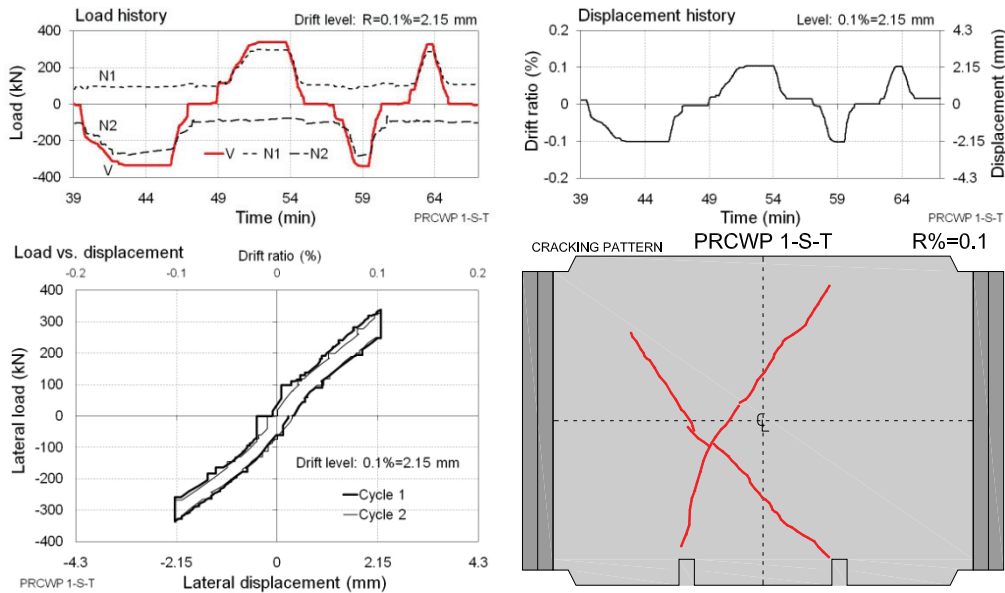 Load history
Drift level: R=0.1%=2.15 mm
Load (kN)
400
200
0
-200
-400
N1
N2
V
V N1 N2
39 44 49 54 59 64
Time (min)
PRCWP 1-S-T
Displacement history
Level: 0.1%=2.15 mm
Drift ratio (%)
0.2
0.1
0
-0.1
-0.2
4.3
2.15
0
-2.15
-4.3
Displacement (mm)
39 44 49 54 59 64
Time (min)
PRCWP 1-S-T
Load vs. displacement
Drift ratio (%)
-0.2 -0.1 0 0.1 0.2
Lateral load (kN)
400
300
200
100
0
-100
-200
-300
-400
Drift level: 0.1%=2.15 mm
Cycle 1
Cycle 2
-4.3 -2.15 0 2.15 4.3
PRCWP 1-S-T
Lateral displacement (mm)
CRACKING PATTERN PRCWP 1-S-T R%=0.1
CL